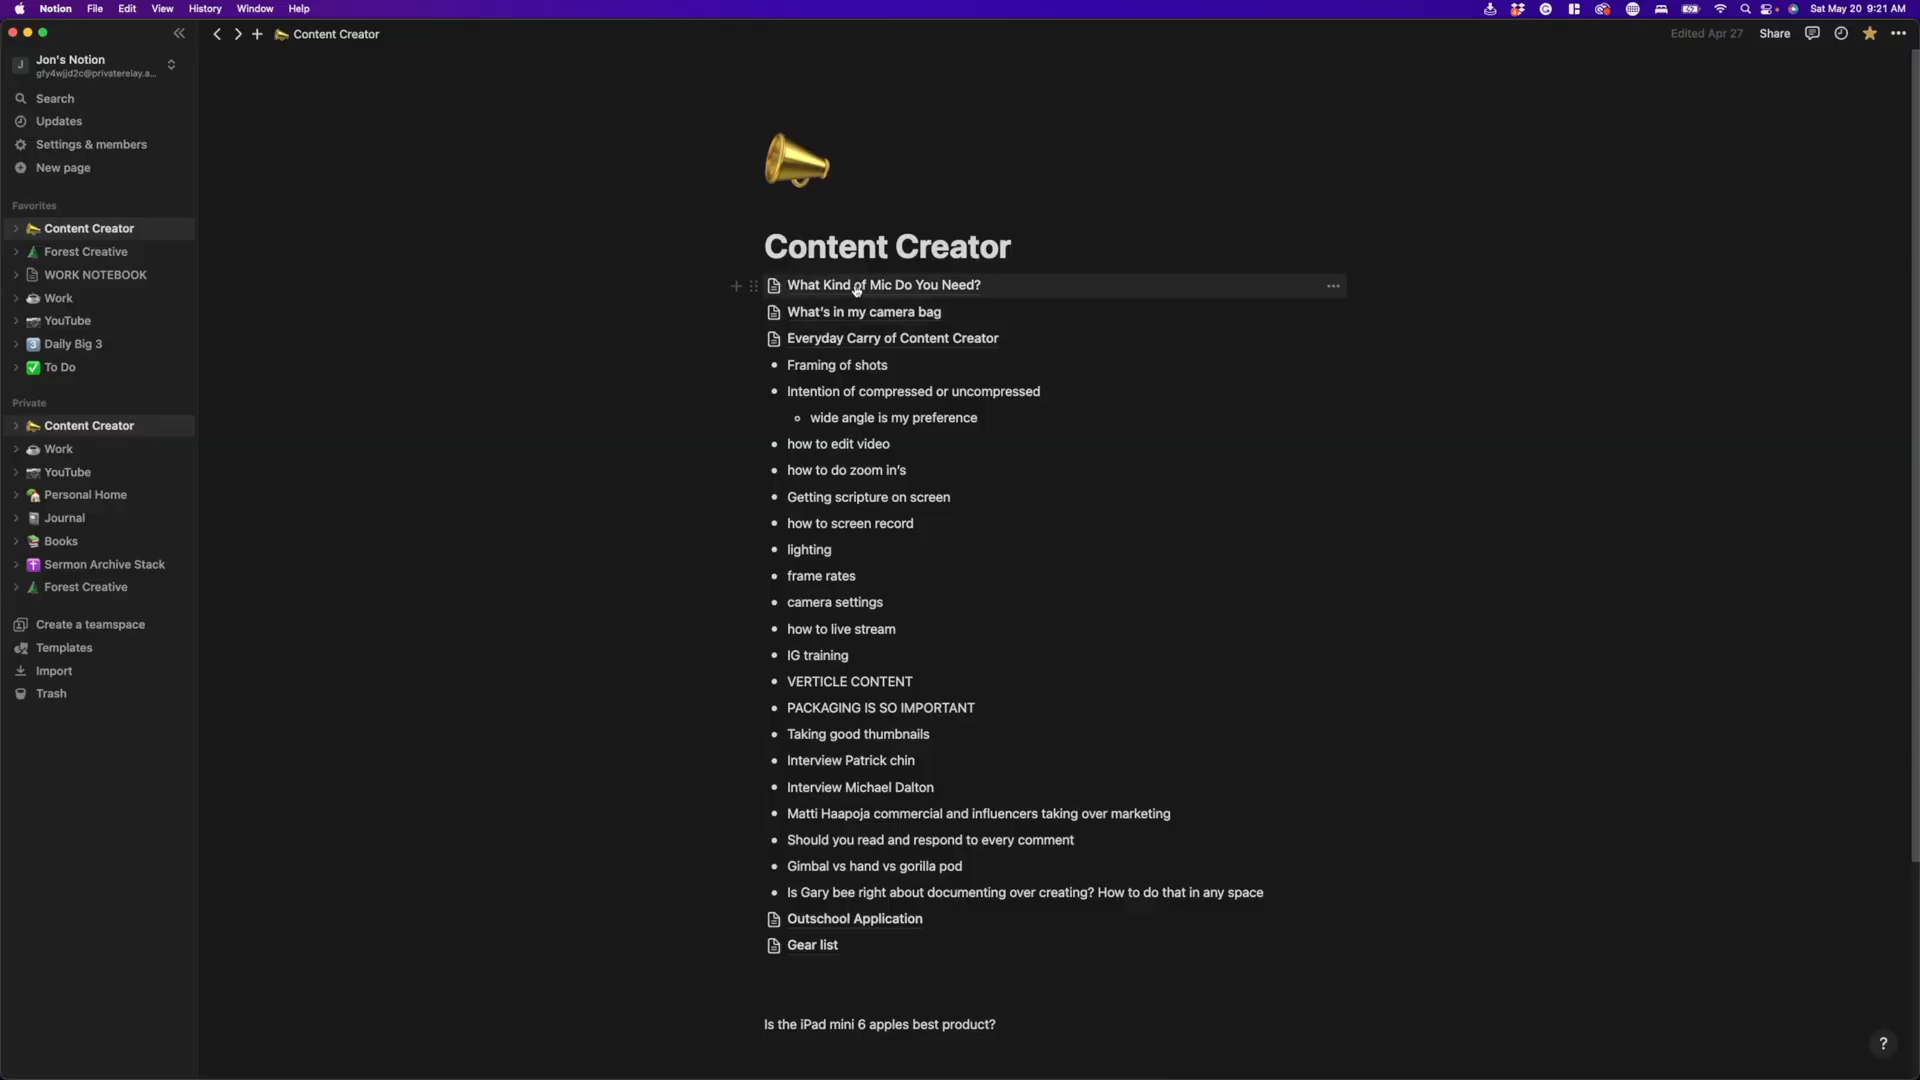 Notion File Edit View History Window Help Sat May 20 9:21 AM
Content Creator Edited Apr 27 Share
J Jon's Notion
gfy4wjjd2c@privaterelay.a...
Search
Updates
Settings & members
New page
Favorites
Content Creator
Forest Creative
WORK NOTEBOOK
Work
YouTube
3 Daily Big 3
To Do
Private
Content Creator
Work
YouTube
Personal Home
Journal
Books
Sermon Archive Stack
Forest Creative
Create a teamspace
Templates
Import
Trash
Content Creator
What Kind of Mic Do You Need?
What's in my camera bag
Everyday Carry of Content Creator
Framing of shots
Intention of compressed or uncompressed
wide angle is my preference
how to edit video
how to do zoom in's
Getting scripture on screen
how to screen record
lighting
frame rates
camera settings
how to live stream
IG training
VERTICLE CONTENT
PACKAGING IS SO IMPORTANT
Taking good thumbnails
Interview Patrick chin
Interview Michael Dalton
Matti Haapoja commercial and influencers taking over marketing
Should you read and respond to every comment
Gimbal vs hand vs gorilla pod
Is Gary bee right about documenting over creating? How to do that in any space
Outschool Application
Gear list
Is the iPad mini 6 apples best product?
?